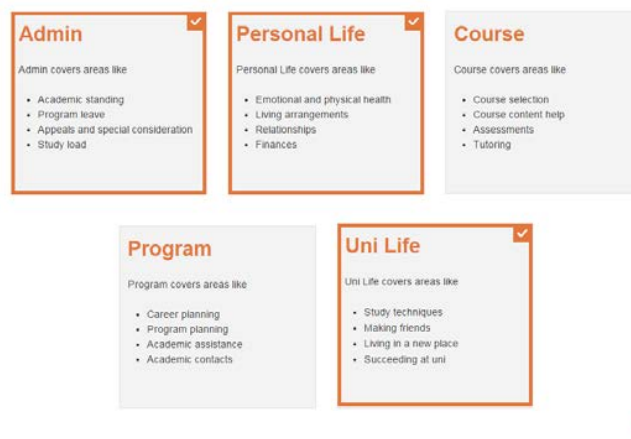 Admin
Admin covers areas like
• Academic standing
• Program leave
• Appeals and special consideration
• Study load
Personal Life
Personal Life covers areas like
• Emotional and physical health
• Living arrangements
• Relationships
• Finances
Course
Course covers areas like
• Course selection
• Course content help
• Assessments
• Tutoring
Program
Program covers areas like
• Career planning
• Program planning
• Academic assistance
• Academic contacts
Uni Life
Uni Life covers areas like
• Study techniques
• Making friends
• Living in a new place
• Succeeding at uni